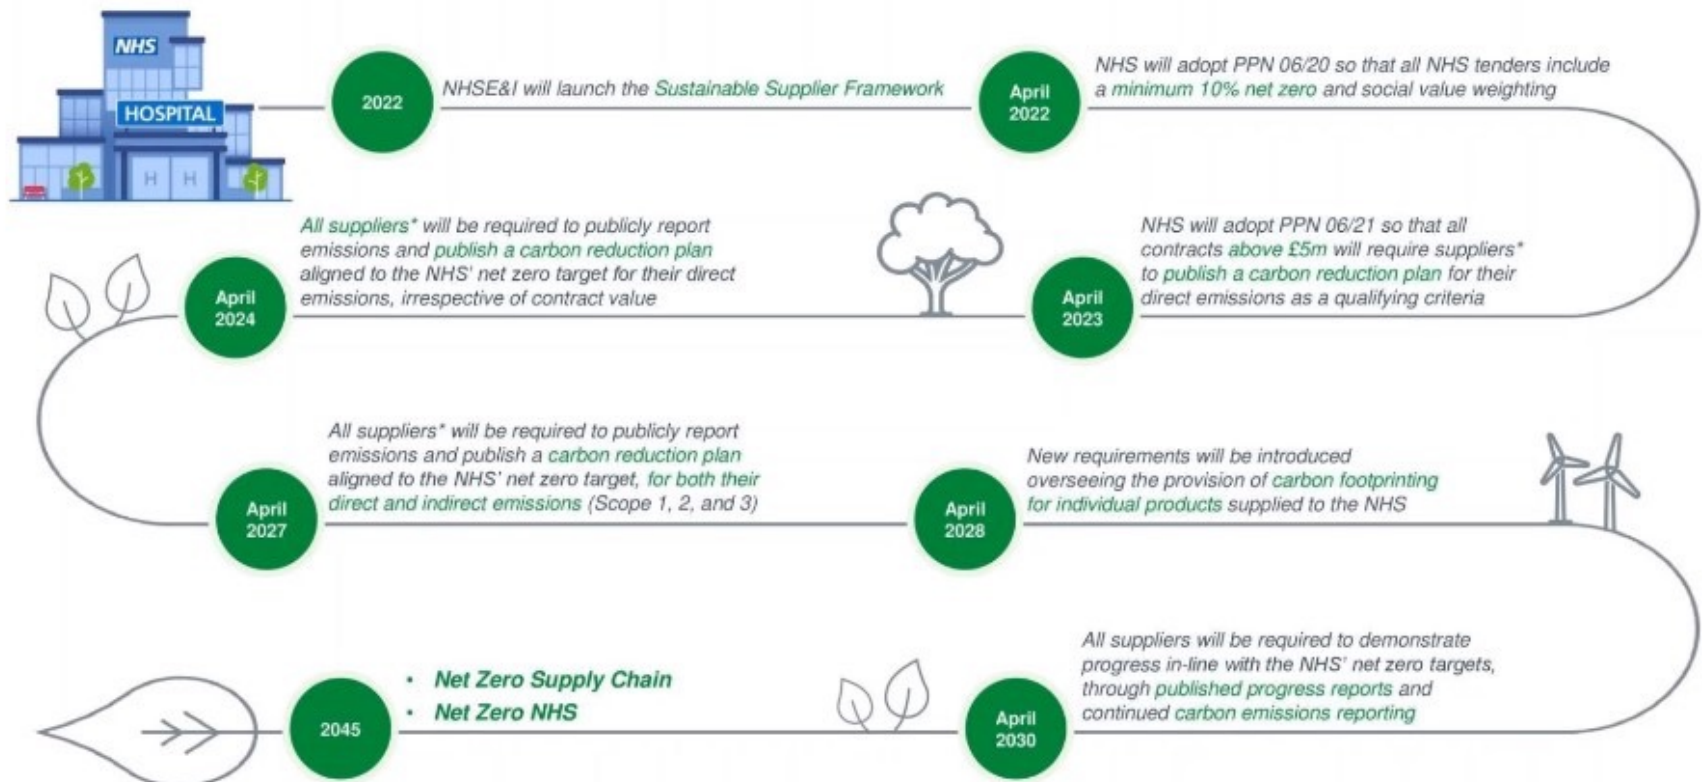 NHS
HOSPITAL
H H
2022
NHSE&I will launch the Sustainable Supplier Framework
April
2022
NHS will adopt PPN 06/20 so that all NHS tenders include
a minimum 10% net zero and social value weighting
April
2023
NHS will adopt PPN 06/21 so that all
contracts above £5m will require suppliers*
to publish a carbon reduction plan for their
direct emissions as a qualifying criteria
April
2024
All suppliers* will be required to publicly report
emissions and publish a carbon reduction plan
aligned to the NHS' net zero target for their direct
emissions, irrespective of contract value
April
2027
All suppliers* will be required to publicly report
emissions and publish a carbon reduction plan
aligned to the NHS' net zero target, for both their
direct and indirect emissions (Scope 1, 2, and 3)
April
2028
New requirements will be introduced
overseeing the provision of carbon footprinting
for individual products supplied to the NHS
April
2030
All suppliers will be required to demonstrate
progress in-line with the NHS' net zero targets,
through published progress reports and
continued carbon emissions reporting
2045
• Net Zero Supply Chain
• Net Zero NHS